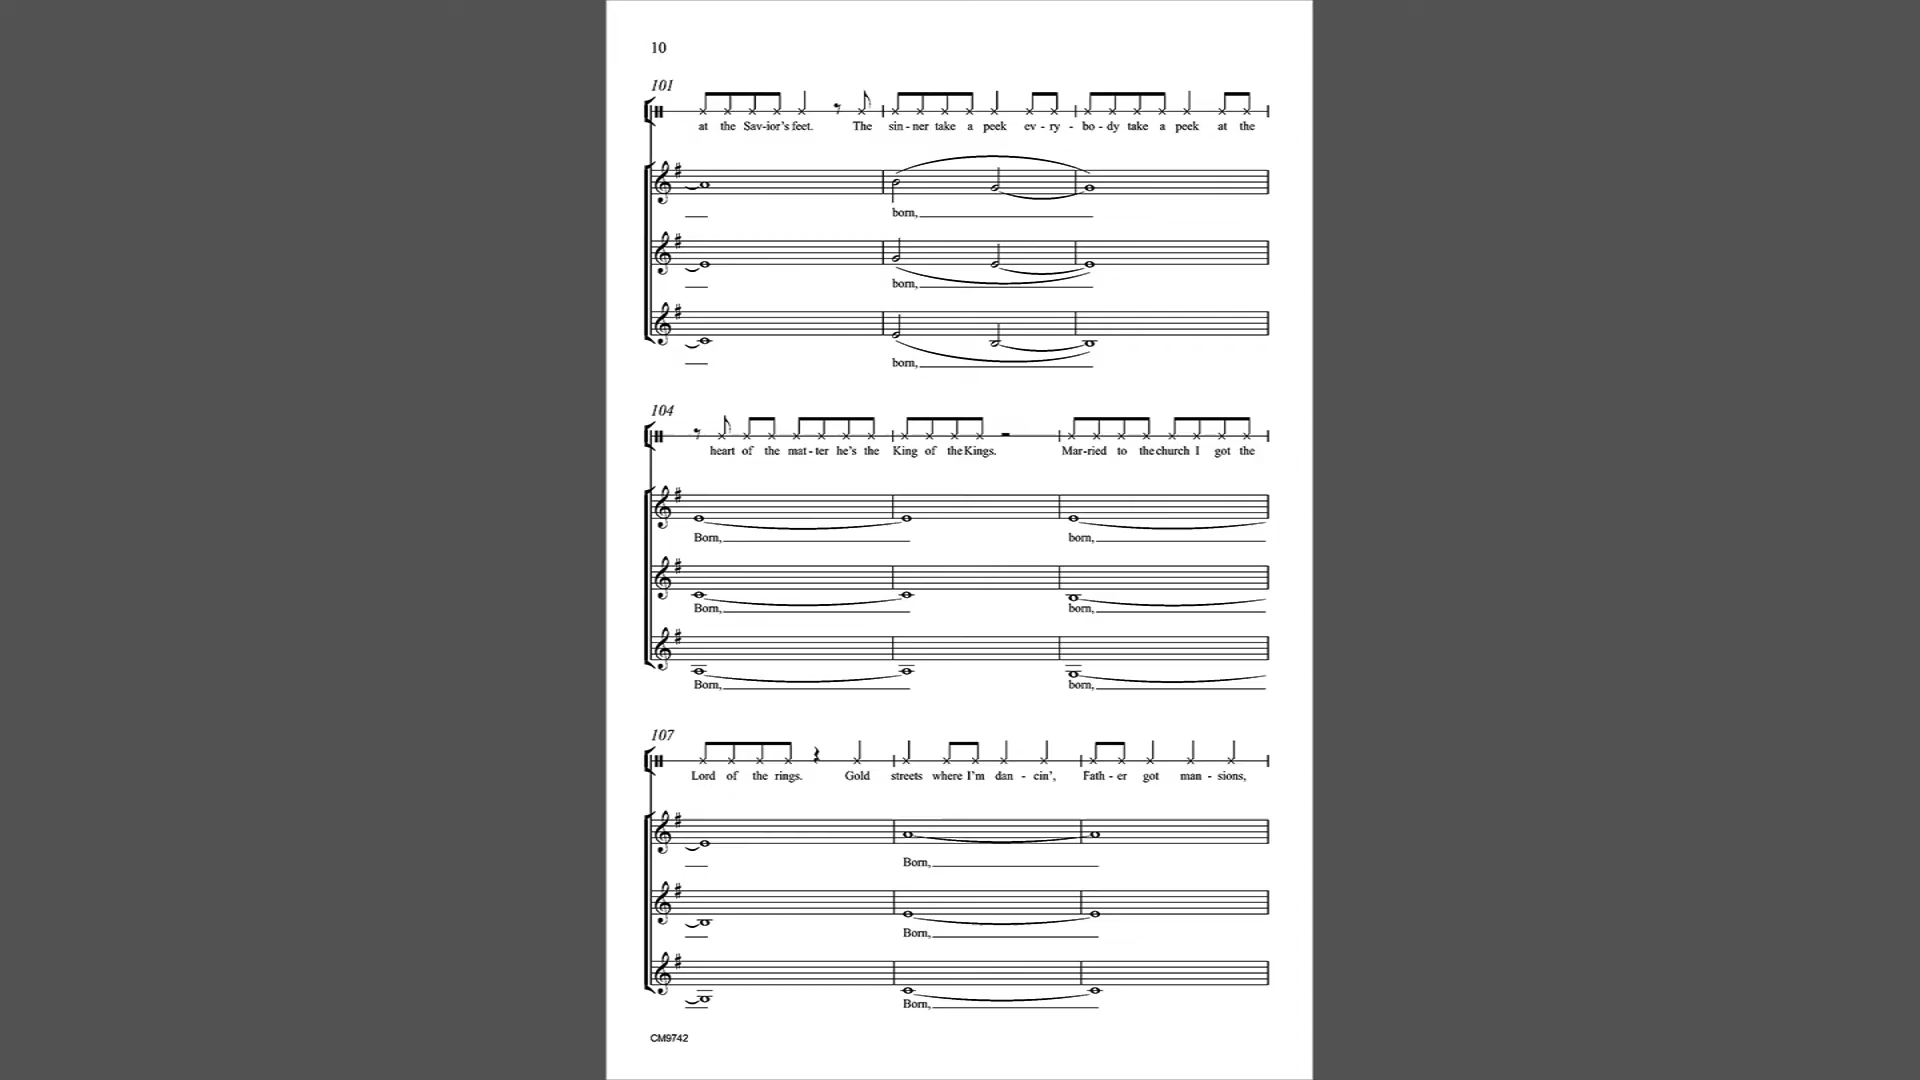 10
101
at the Sav-ior's feet. The sin-ner take a peek ev-ry-bo-dy take a peek at the
born,
born,
born,
104
heart of the mat-ter he's the King of the Kings. Mar-ried to the church I got the
Born, born,
Born, born,
Born, born,
107
Lord of the rings. Gold streets where I'm dan-cin', Fath-er got man-sions,
Born,
Born,
Born,
CM9742